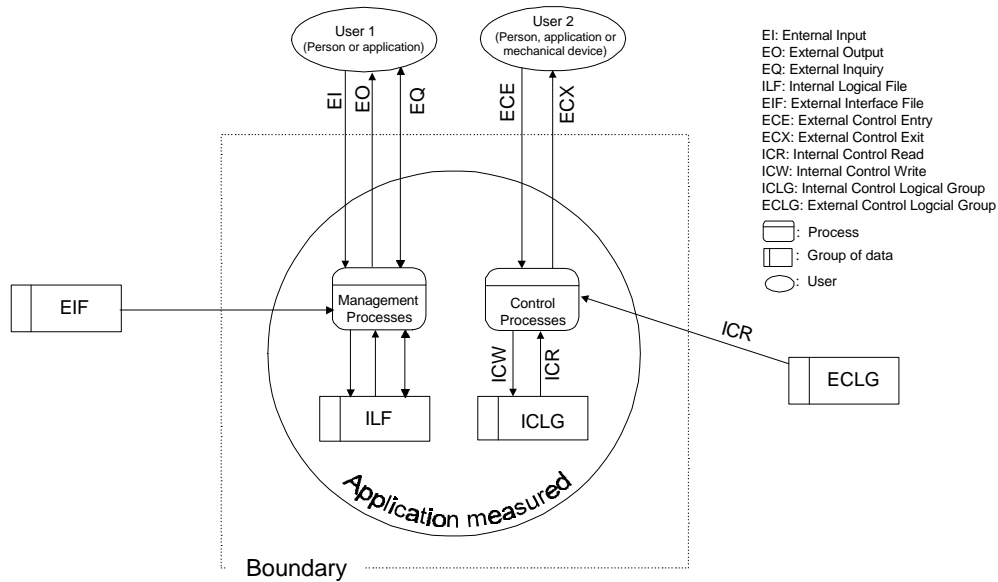 User 1
(Person or application)
User 2
(Person, application or
mechanical device)
EI: Enternal Input
EO: External Output
EQ: External Inquiry
ILF: Internal Logical File
EIF: External Interface File
ECE: External Control Entry
ECX: External Control Exit
ICR: Internal Control Read
ICW: Internal Control Write
ICLG: Internal Control Logical Group
ECLG: External Control Logcial Group
: Process
: Group of data
: User
EI
EO
EQ
ECE
ECX
Management
Processes
Control
Processes
EIF
ICR
ECLG
ICW
ICR
ILF
ICLG
Application measured
Boundary